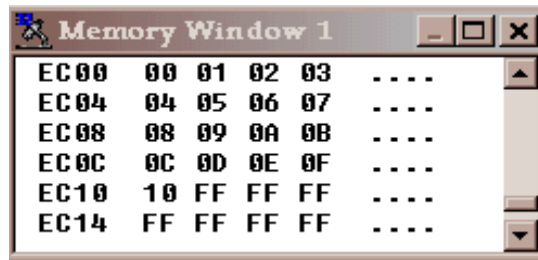 Memory Window 1
EC00 00 01 02 03 ....
EC04 04 05 06 07 ....
EC08 08 09 0A 0B ....
EC0C 0C 0D 0E 0F ....
EC10 10 FF FF FF ....
EC14 FF FF FF FF ....